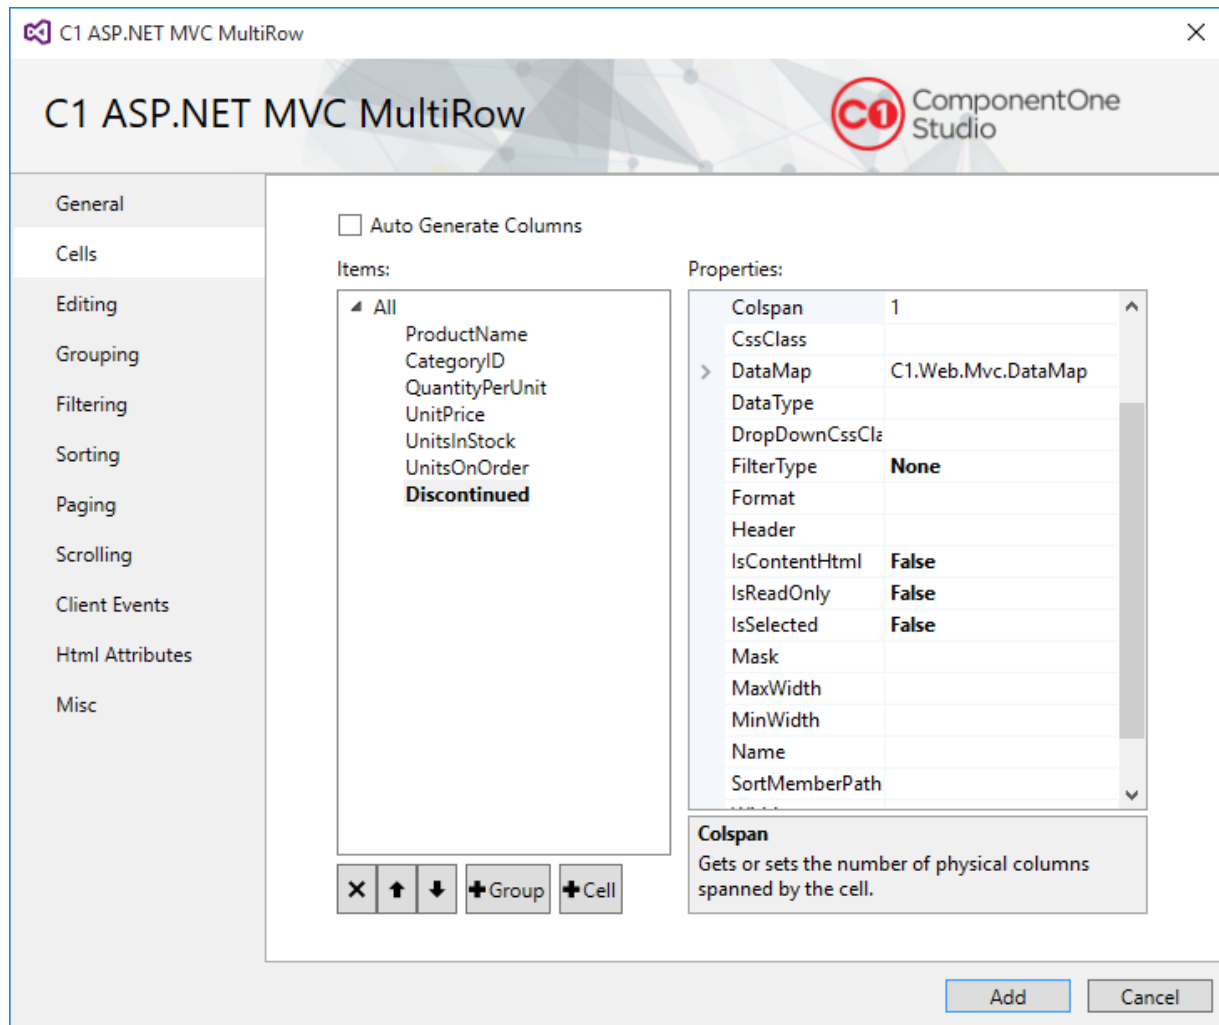 C1 ASP.NET MVC MultiRow
C1 ASP.NET MVC MultiRow
C1 ComponentOne
Studio
General
Cells
Editing
Grouping
Filtering
Sorting
Paging
Scrolling
Client Events
Html Attributes
Misc
Auto Generate Columns
Items:
All
ProductName
CategoryID
QuantityPerUnit
UnitPrice
UnitsInStock
UnitsOnOrder
Discontinued
Group
Cell
Properties:
Colspan 1
CssClass
DataMap C1.Web.Mvc.DataMap
DataType
DropDownCssCla
FilterType None
Format
Header
IsContentHtml False
IsReadOnly False
IsSelected False
Mask
MaxWidth
MinWidth
Name
SortMemberPath
Colspan
Gets or sets the number of physical columns
spanned by the cell.
Add Cancel